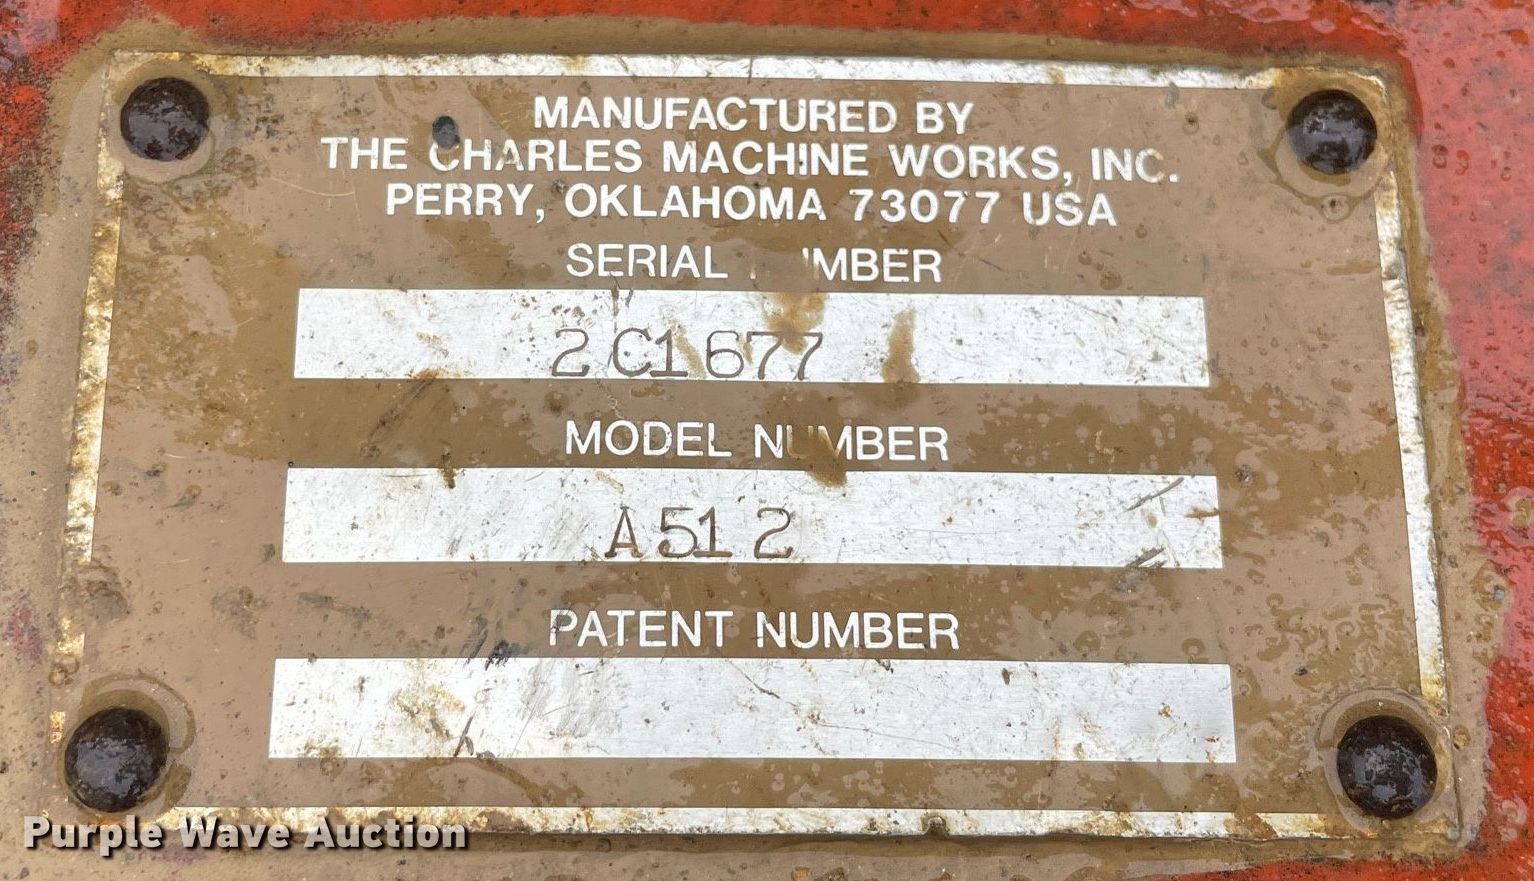 MANUFACTURED BY
THE CHARLES MACHINE WORKS, INC.
PERRY, OKLAHOMA 73077 USA
SERIAL NUMBER
2C1677
MODEL NUMBER
A512
PATENT NUMBER
Purple Wave Auction